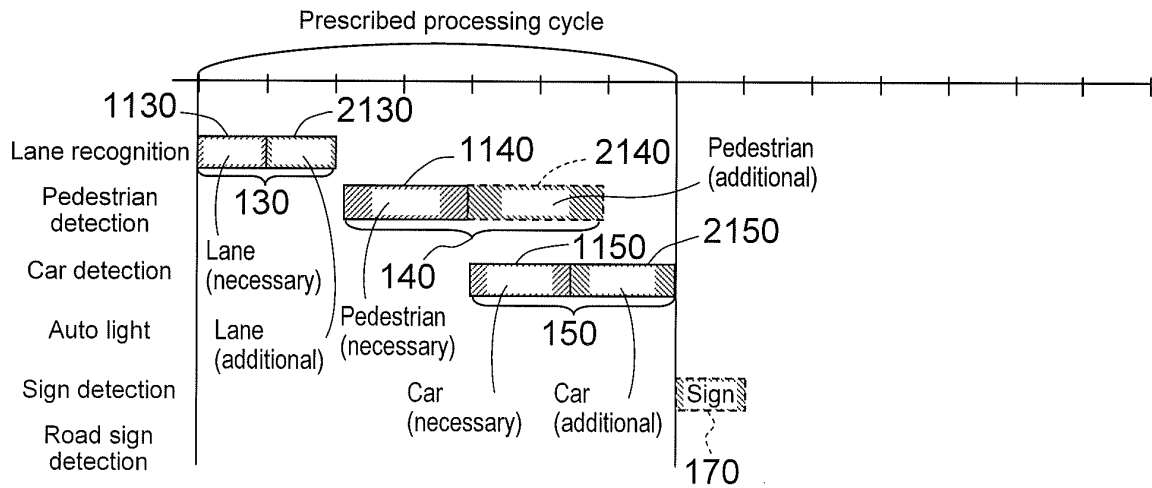 Prescribed processing cycle
1130
2130
Lane recognition
1140
2140
Pedestrian
(additional)
130
Pedestrian
detection
1150
2150
Lane
(necessary)
140
Car detection
150
Auto light
Lane
(additional)
Pedestrian
(necessary)
Sign detection
Car
(necessary)
Car
(additional)
Sign
Road sign
detection
170